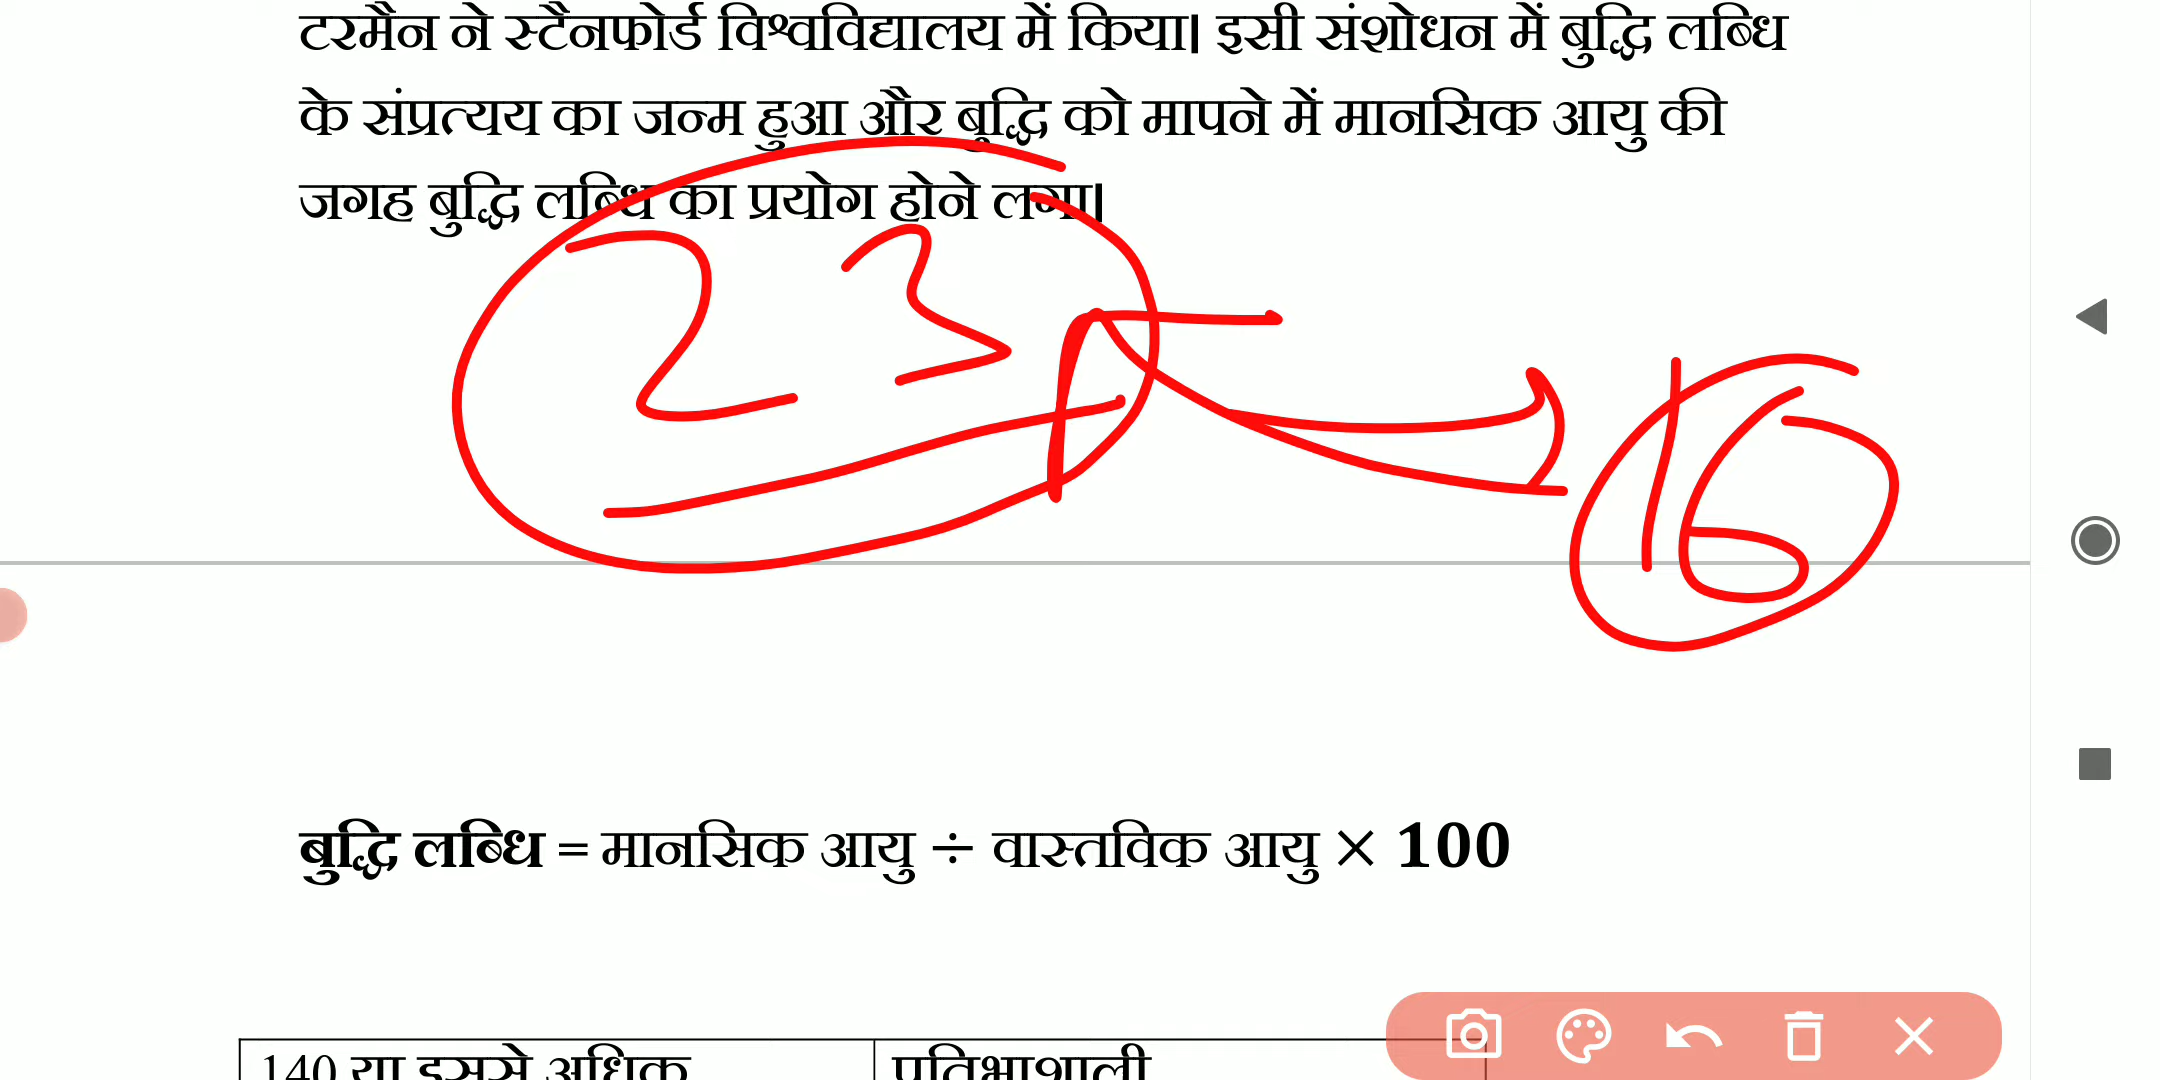 टरमैन ने स्टैनफोर्ड विश्वविद्यालय में किया। इसी संशोधन में बुद्धि लब्धि
के संप्रत्यय का जन्म हुआ और बुद्धि को मापने में मानसिक आयु की
जगह बुद्धि लब्धि का प्रयोग होने लगा।
23
16
बुद्धि लब्धि = मानसिक आयु ÷ वास्तविक आयु × 100
140 या इससे अधिक
प्रतिभाशाली